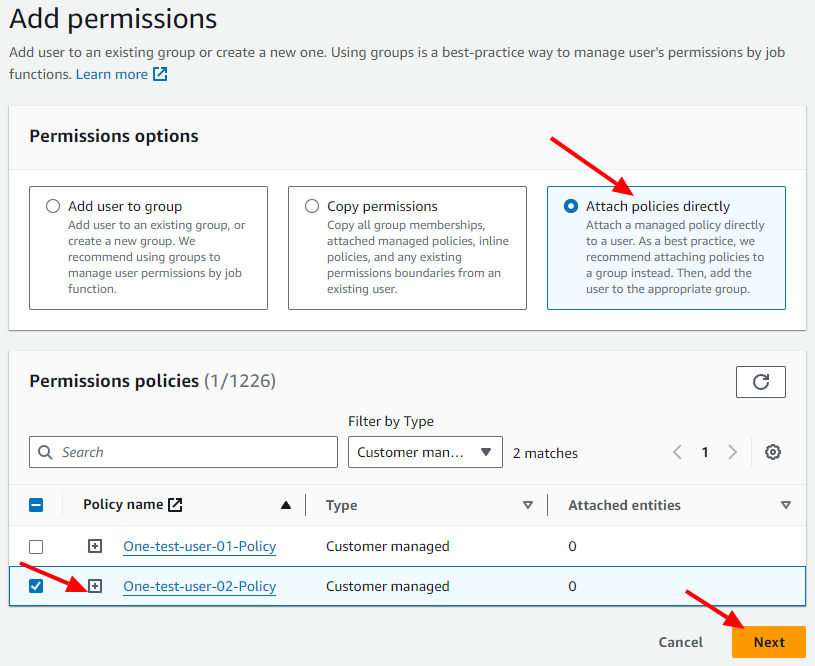 Add permissions
Add user to an existing group or create a new one. Using groups is a best-practice way to manage user's permissions by job
functions. Learn more
Permissions options
Add user to group
Add user to an existing group, or
create a new group. We
recommend using groups to
manage user permissions by job
function.
Copy permissions
Copy all group memberships,
attached managed policies, inline
policies, and any existing
permissions boundaries from an
existing user.
Attach policies directly
Attach a managed policy directly
to a user. As a best practice, we
recommend attaching policies to
a group instead. Then, add the
user to the appropriate group.
Permissions policies (1/1226)
Filter by Type
Search Customer man... 2 matches 1
Policy name Type Attached entities
One-test-user-01-Policy Customer managed 0
One-test-user-02-Policy Customer managed 0
Cancel Next